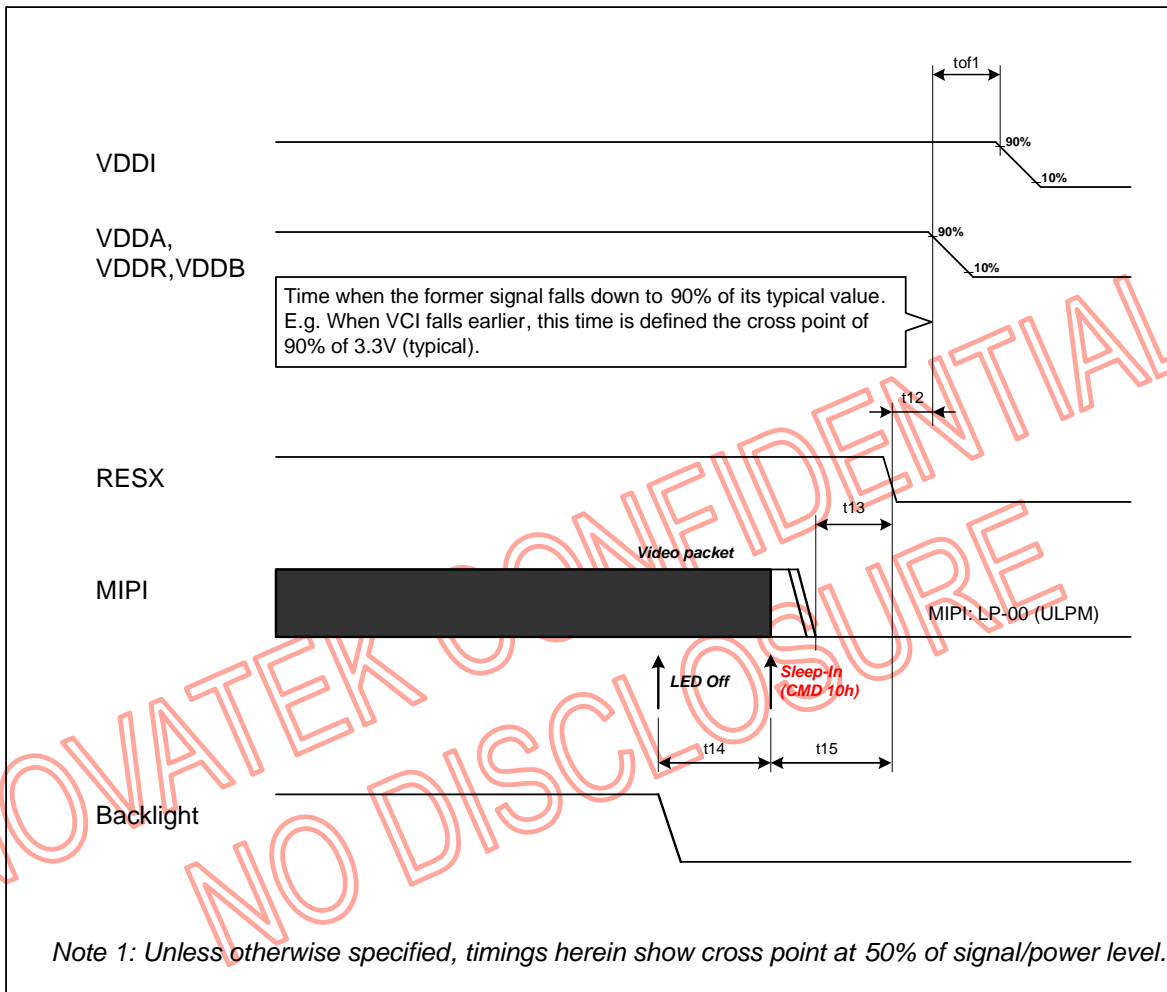 tof1
VDDI
90%
10%
VDDA,
VDDR,VDDB
90%
10%
Time when the former signal falls down to 90% of its typical value.
E.g. When VCI falls earlier, this time is defined the cross point of
90% of 3.3V (typical).
t12
RESX
t13
Video packet
MIPI
MIPI: LP-00 (ULPM)
LED Off
Sleep-In
(CMD 10h)
t14
t15
Backlight
Note 1: Unless otherwise specified, timings herein show cross point at 50% of signal/power level.
NOVATEK CONFIDENTIAL
NO DISCLOSURE